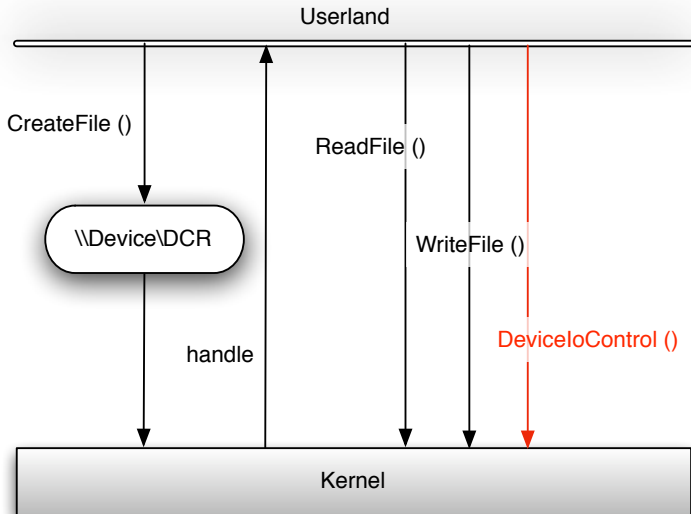 Userland
CreateFile ()
ReadFile ()
\\Device\DCR
WriteFile ()
handle
DeviceIoControl ()
Kernel